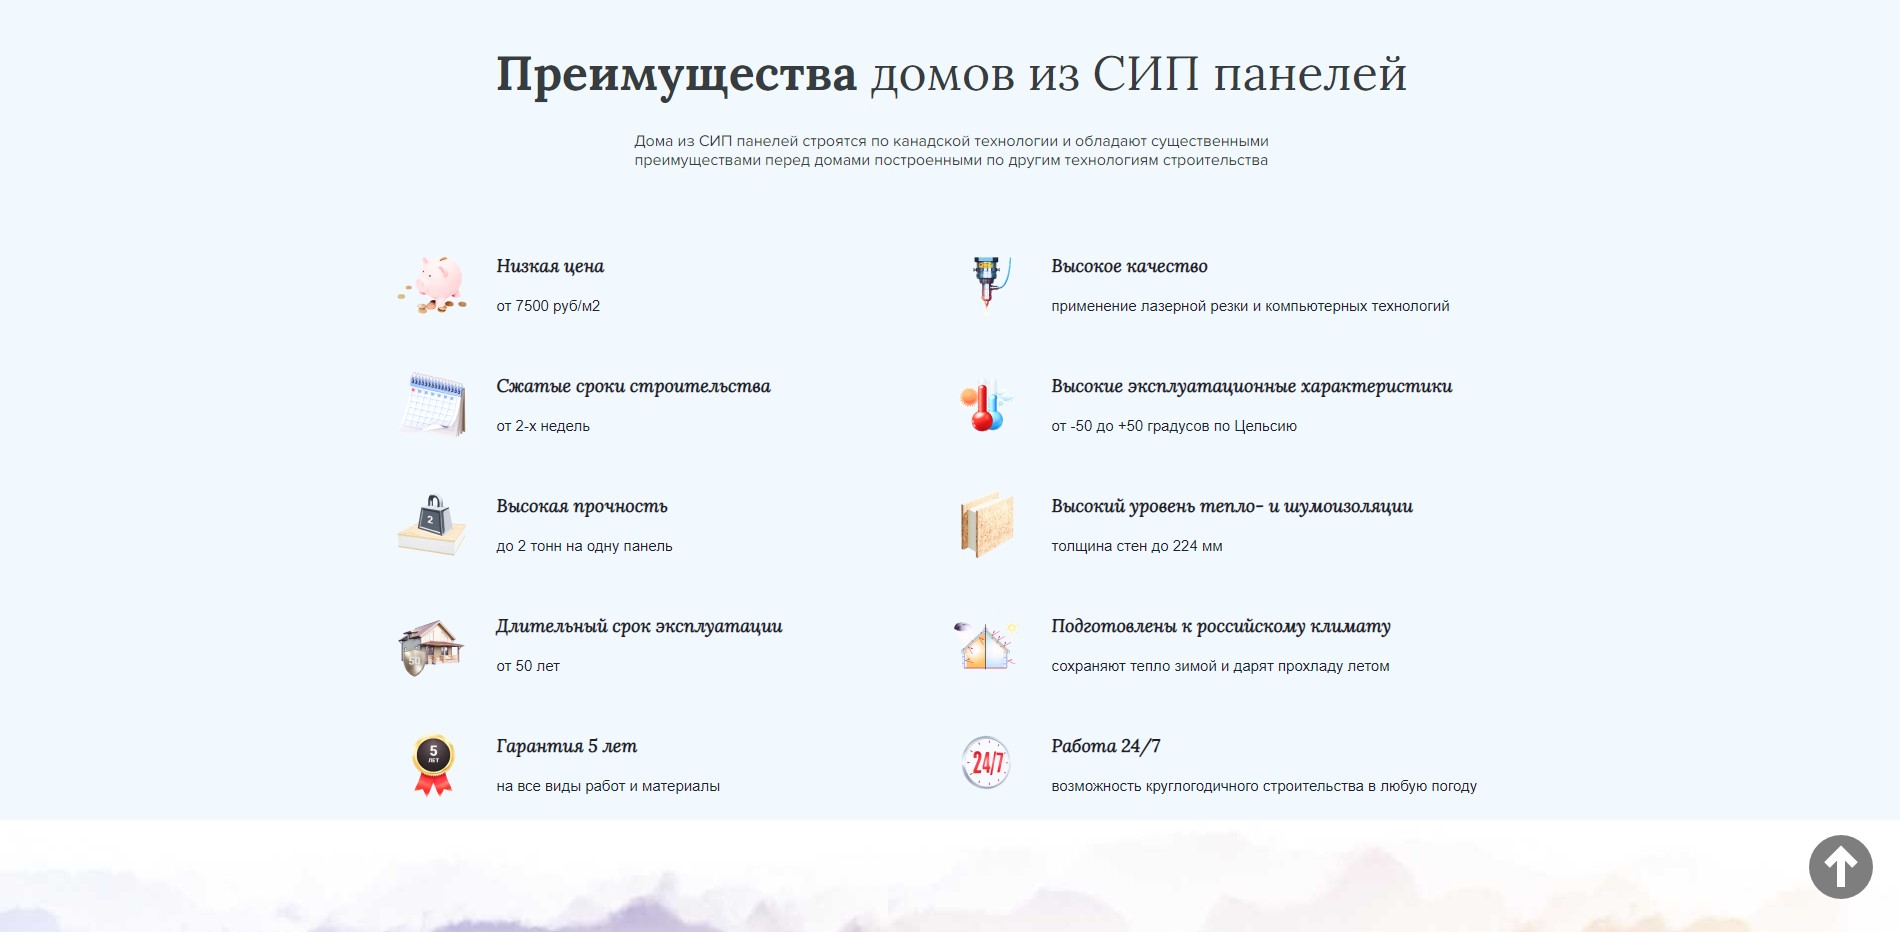 Преимущества домов из СИП панелей
Дома из СИП панелей строятся по канадской технологии и обладают существенными
преимуществами перед домами построенными по другим технологиям строительства
Низкая цена
от 7500 руб/м2
Высокое качество
применение лазерной резки и компьютерных технологий
Сжатые сроки строительства
от 2-х недель
Высокие эксплуатационные характеристики
от -50 до +50 градусов по Цельсию
2
Высокая прочность
до 2 тонн на одну панель
Высокий уровень тепло- и шумоизоляции
толщина стен до 224 мм
50
Длительный срок эксплуатации
от 50 лет
Подготовлены к российскому климату
сохраняют тепло зимой и дарят прохладу летом
5
ЛЕТ
Гарантия 5 лет
на все виды работ и материалы
24/7
Работа 24/7
возможность круглогодичного строительства в любую погоду